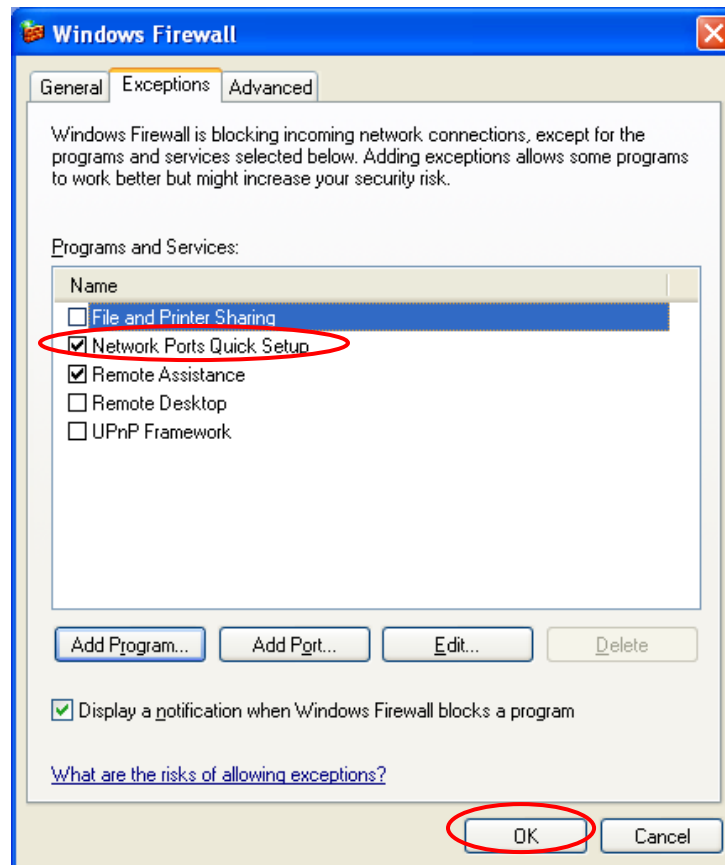 Windows Firewall
General Exceptions Advanced
Windows Firewall is blocking incoming network connections, except for the
programs and services selected below. Adding exceptions allows some programs
to work better but might increase your security risk.
Programs and Services:
Name
File and Printer Sharing
Network Ports Quick Setup
Remote Assistance
Remote Desktop
UPnP Framework
Add Program... Add Port... Edit... Delete
Display a notification when Windows Firewall blocks a program
What are the risks of allowing exceptions?
OK Cancel